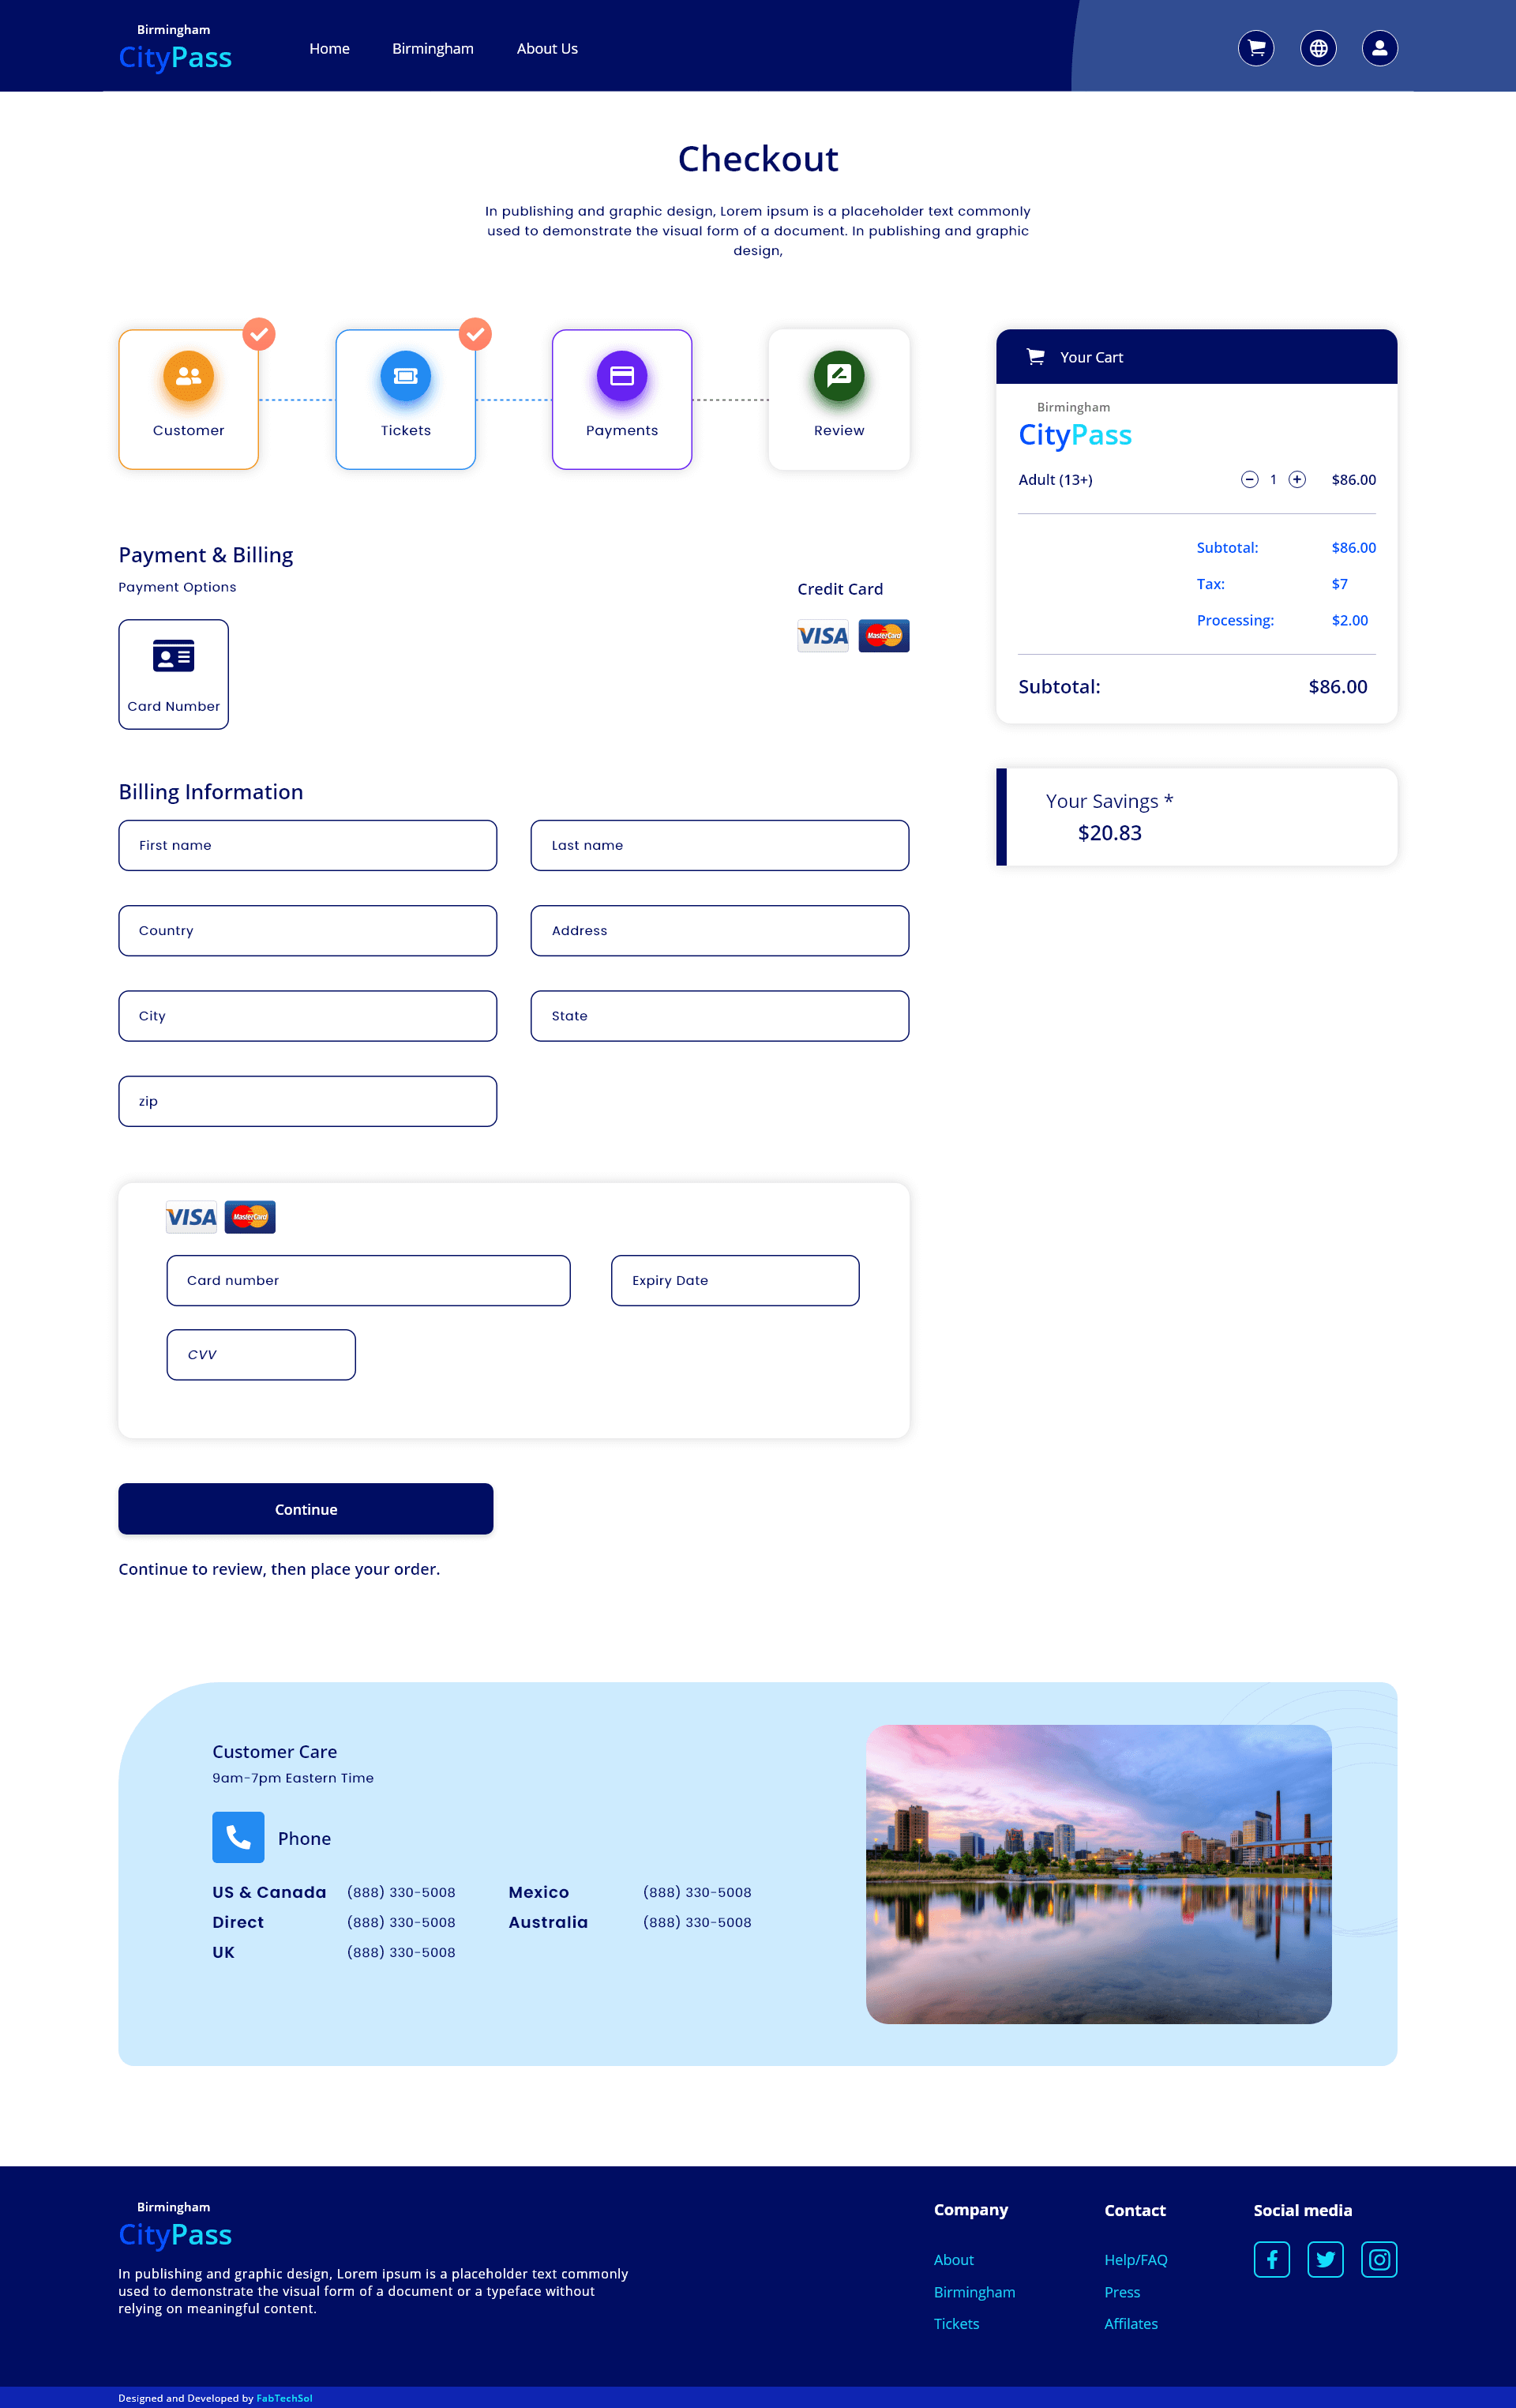 Birmingham
CityPass
Home
Birmingham
About Us
Checkout
In publishing and graphic design, Lorem ipsum is a placeholder text commonly
used to demonstrate the visual form of a document. In publishing and graphic
design,
Customer
Tickets
Payments
Review
Your Cart
Birmingham
CityPass
Adult (13+)
1
$86.00
Subtotal:
$86.00
Tax:
$7
Processing:
$2.00
Subtotal:
$86.00
Your Savings *
$20.83
Payment & Billing
Payment Options
Credit Card
VISA
MasterCard
Card Number
Billing Information
First name
Last name
Country
Address
City
State
zip
VISA
MasterCard
Card number
Expiry Date
CVV
Continue
Continue to review, then place your order.
Customer Care
9am-7pm Eastern Time
Phone
US & Canada
(888) 330-5008
Mexico
(888) 330-5008
Direct
(888) 330-5008
Australia
(888) 330-5008
UK
(888) 330-5008
Birmingham
CityPass
In publishing and graphic design, Lorem ipsum is a placeholder text commonly
used to demonstrate the visual form of a document or a typeface without
relying on meaningful content.
Company
About
Birmingham
Tickets
Contact
Help/FAQ
Press
Affilates
Social media
Designed and Developed by FabTechSol